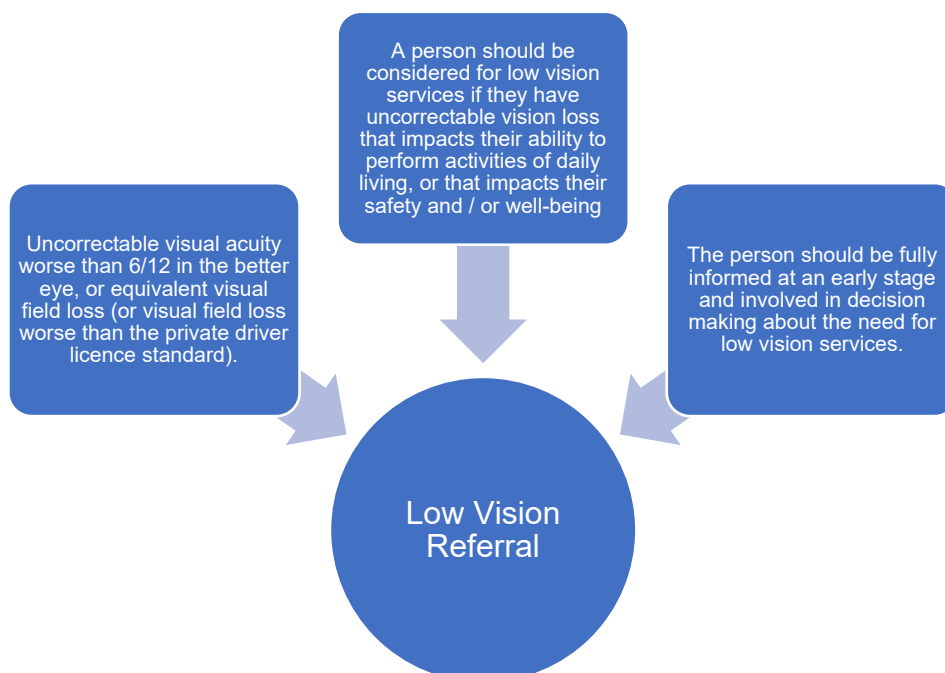 A person should be
considered for low vision
services if they have
uncorrectable vision loss
that impacts their ability to
perform activities of daily
living, or that impacts their
safety and / or well-being
Uncorrectable visual acuity
worse than 6/12 in the better
eye, or equivalent visual
field loss (or visual field loss
worse than the private driver
licence standard).
The person should be fully
informed at an early stage
and involved in decision
making about the need for
low vision services.
Low Vision
Referral